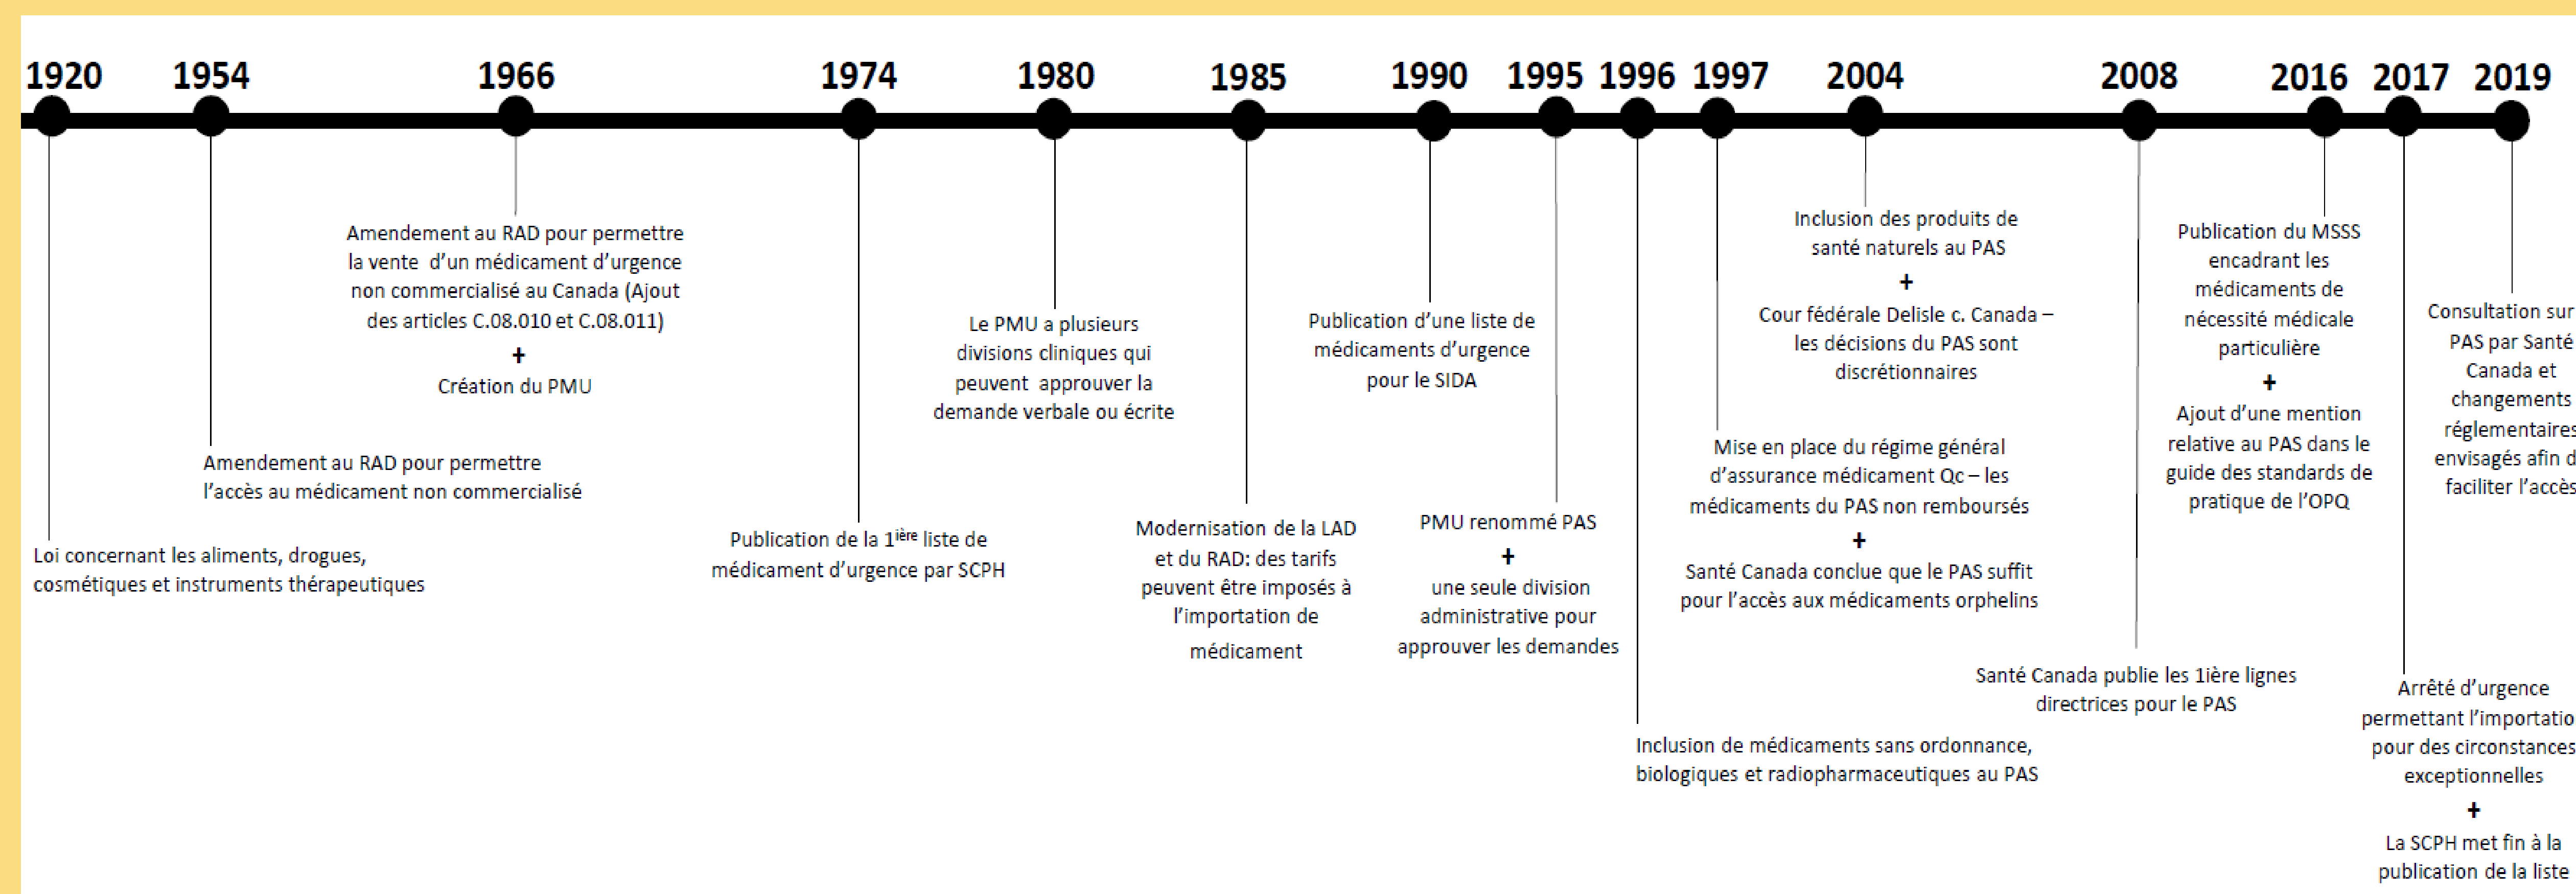 1920 1954 1966 1974 1980 1985 1990 1995 1996 1997 2004 2008 2016 2017 2019
Loi concernant les aliments, drogues,
cosmétiques et instruments thérapeutiques
Amendement au RAD pour permettre
l’accès au médicament non commercialisé
Amendement au RAD pour permettre
la vente d’un médicament d’urgence
non commercialisé au Canada (Ajout
des articles C.08.010 et C.08.011)
+
Création du PMU
Publication de la 1ière liste de
médicament d’urgence par SCPH
Le PMU a plusieurs
divisions cliniques qui
peuvent approuver la
demande verbale ou écrite
Modernisation de la LAD
et du RAD: des tarifs
peuvent être imposés à
l’importation de
médicament
Publication d’une liste de
médicaments d’urgence
pour le SIDA
PMU renommé PAS
+
une seule division
administrative pour
approuver les demandes
Inclusion de médicaments sans ordonnance,
biologiques et radiopharmaceutiques au PAS
Mise en place du régime général
d’assurance médicament Qc – les
médicaments du PAS non remboursés
+
Santé Canada conclue que le PAS suffit
pour l’accès aux médicaments orphelins
Inclusion des produits de
santé naturels au PAS
+
Cour fédérale Delisle c. Canada –
les décisions du PAS sont
discrétionnaires
Santé Canada publie les 1ière lignes
directrices pour le PAS
Publication du MSSS
encadrant les
médicaments de
nécessité médicale
particulière
+
Ajout d’une mention
relative au PAS dans le
guide des standards de
pratique de l’OPQ
Arrêté d’urgence
permettant l’importatio
pour des circonstances
exceptionnelles
+
La SCPH met fin à la
publication de la liste
Consultation sur
PAS par Santé
Canada et
changements
réglementaires
envisagés afin d
faciliter l’accès